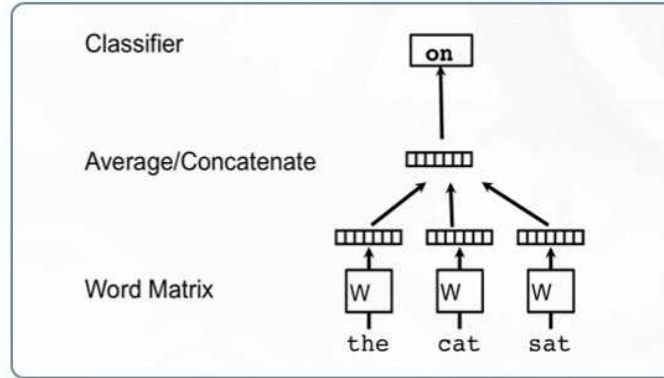 Classifier
on
Average/Concatenate
Word Matrix
W W W
the cat sat